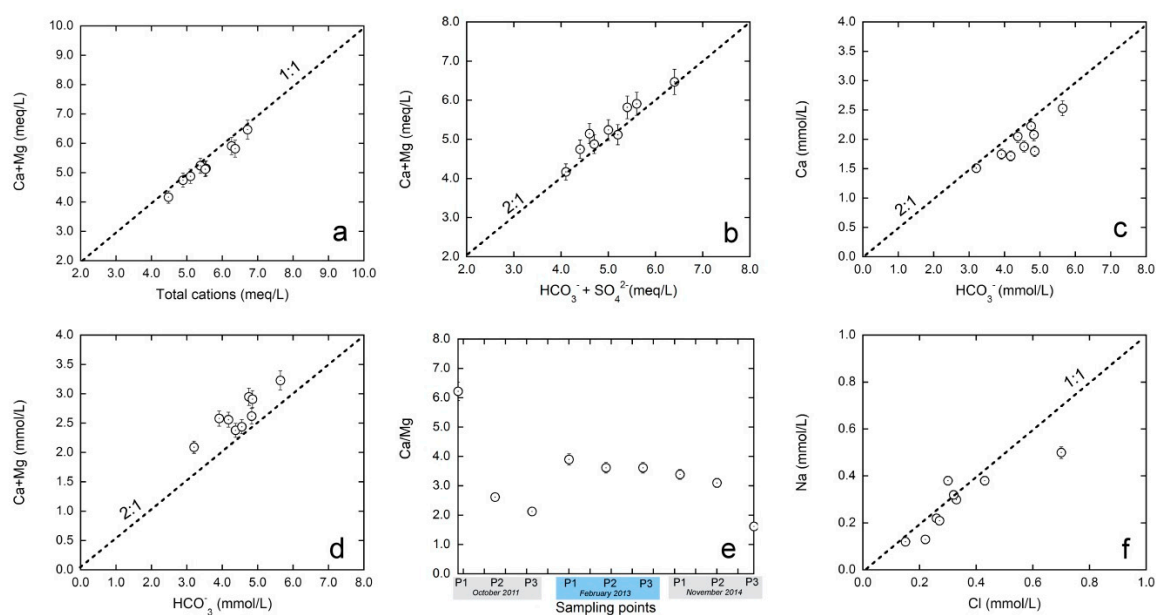 10.0
9.0
8.0
7.0
6.0
5.0
4.0
3.0
2.0
Ca+Mg (meq/L)
1:1
a
2.0 3.0 4.0 5.0 6.0 7.0 8.0 9.0 10.0
Total cations (meq/L)
8.0
7.0
6.0
5.0
4.0
3.0
2.0
Ca+Mg (meq/L)
2:1
b
2.0 3.0 4.0 5.0 6.0 7.0 8.0
HCO₃⁻ + SO₄²⁻(meq/L)
4.0
3.5
3.0
2.5
2.0
1.5
1.0
0.5
0.0
Ca (mmol/L)
2:1
c
0.0 1.0 2.0 3.0 4.0 5.0 6.0 7.0 8.0
HCO₃⁻ (mmol/L)
4.0
3.5
3.0
2.5
2.0
1.5
1.0
0.5
0.0
Ca+Mg (mmol/L)
2:1
d
0.0 1.0 2.0 3.0 4.0 5.0 6.0 7.0 8.0
HCO₃⁻ (mmol/L)
8.0
7.0
6.0
5.0
4.0
3.0
2.0
1.0
0.0
Ca/Mg
e
P1 P2 P3 P1 P2 P3 P1 P2 P3
October 2011 February 2013 November 2014
Sampling points
1.0
0.8
0.6
0.4
0.2
0.0
Na (mmol/L)
1:1
f
0.0 0.2 0.4 0.6 0.8 1.0
Cl (mmol/L)